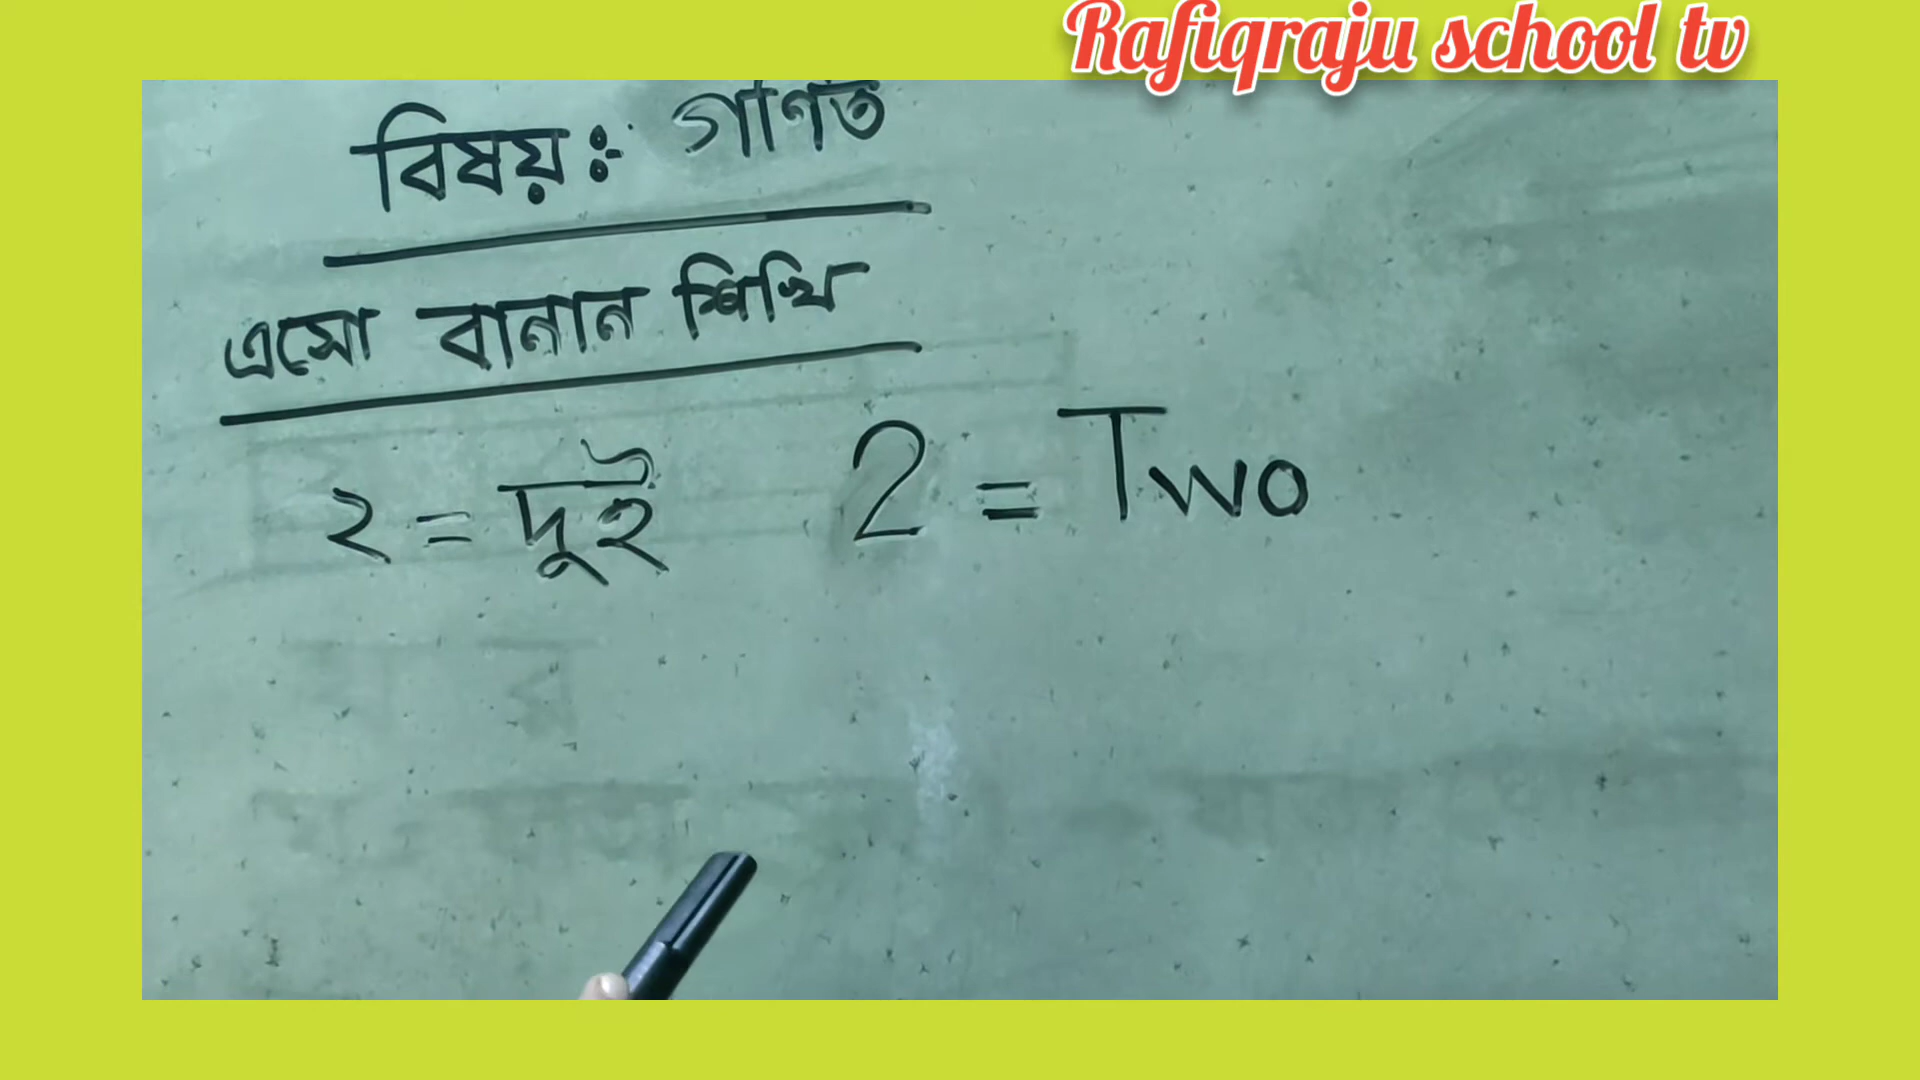 Rafiqraju school tv
বিষয়ঃ- গণিত
এসো বানান শিখি
২ = দুই 2 = Two